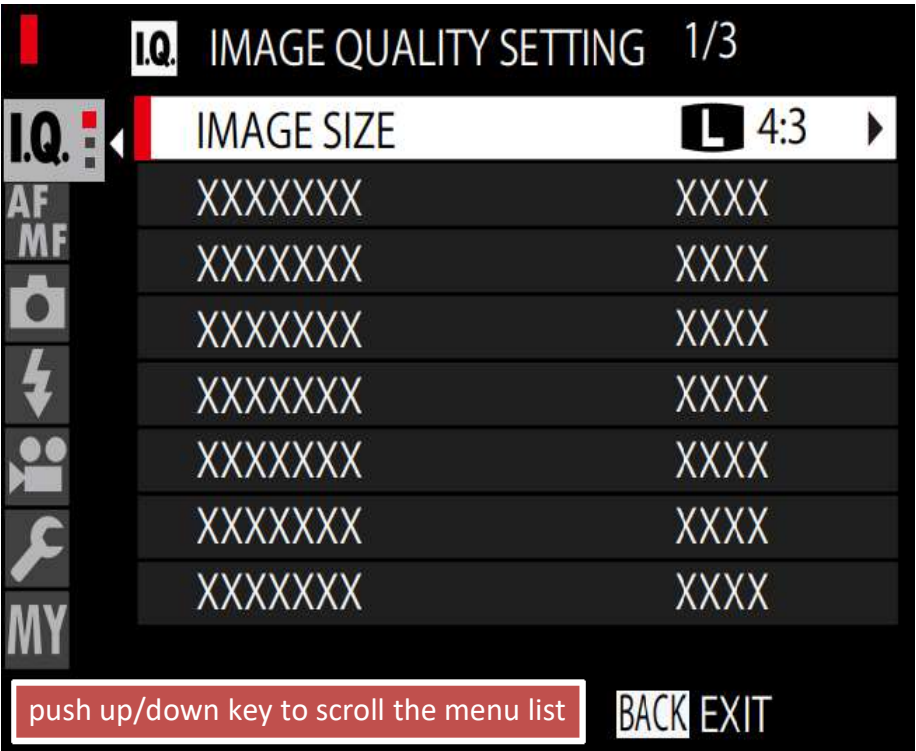 I.Q. IMAGE QUALITY SETTING 1/3
I.Q. IMAGE SIZE L 4:3
AF XXXXXXX XXXX
MF
XXXXXXX XXXX
XXXXXXX XXXX
XXXXXXX XXXX
XXXXXXX XXXX
XXXXXXX XXXX
XXXXXXX XXXX
MY
push up/down key to scroll the menu list BACK EXIT